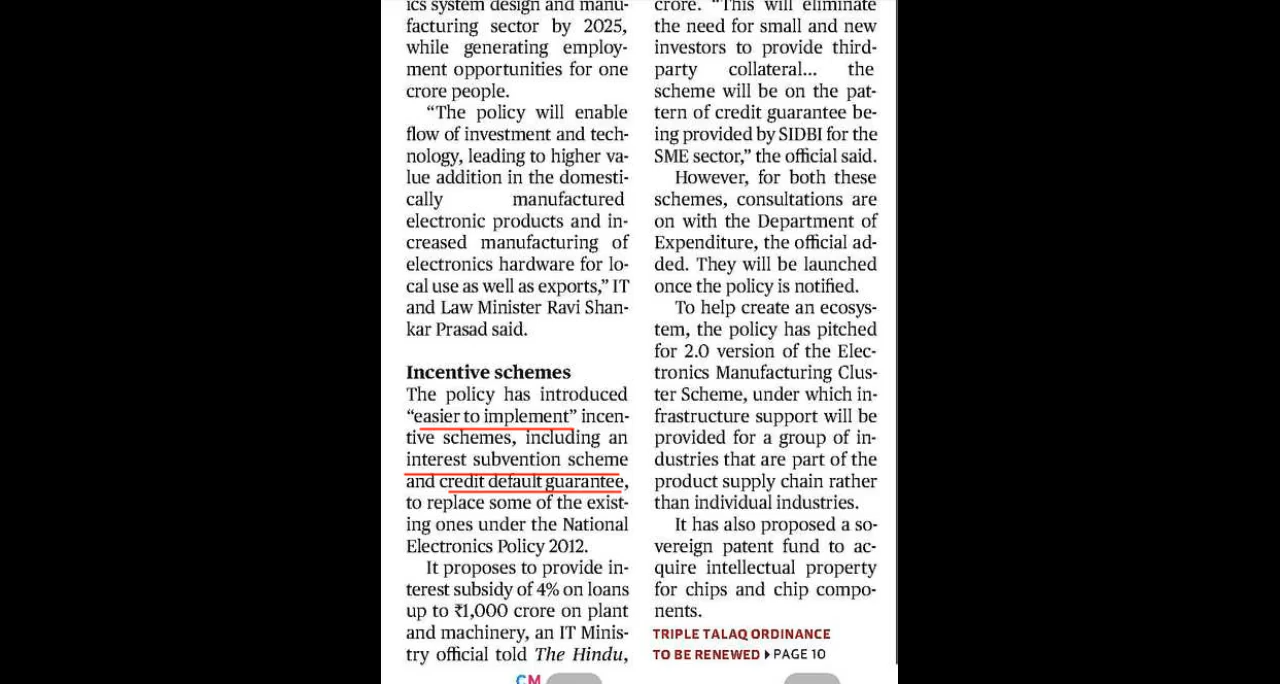 ics system design and manu-
facturing sector by 2025,
while generating employ-
ment opportunities for one
crore people.
“The policy will enable
flow of investment and tech-
nology, leading to higher va-
lue addition in the domesti-
cally manufactured
electronic products and in-
creased manufacturing of
electronics hardware for lo-
cal use as well as exports,” IT
and Law Minister Ravi Shan-
kar Prasad said.
Incentive schemes
The policy has introduced
“easier to implement” incen-
tive schemes, including an
interest subvention scheme
and credit default guarantee,
to replace some of the exist-
ing ones under the National
Electronics Policy 2012.
It proposes to provide in-
terest subsidy of 4% on loans
up to ₹1,000 crore on plant
and machinery, an IT Minis-
try official told The Hindu,
crore. “This will eliminate
the need for small and new
investors to provide third-
party collateral... the
scheme will be on the pat-
tern of credit guarantee be-
ing provided by SIDBI for the
SME sector,” the official said.
However, for both these
schemes, consultations are
on with the Department of
Expenditure, the official ad-
ded. They will be launched
once the policy is notified.
To help create an ecosys-
tem, the policy has pitched
for 2.0 version of the Elec-
tronics Manufacturing Clus-
ter Scheme, under which in-
frastructure support will be
provided for a group of in-
dustries that are part of the
product supply chain rather
than individual industries.
It has also proposed a so-
vereign patent fund to ac-
quire intellectual property
for chips and chip compo-
nents.
TRIPLE TALAQ ORDINANCE
TO BE RENEWED ▸ PAGE 10
CM